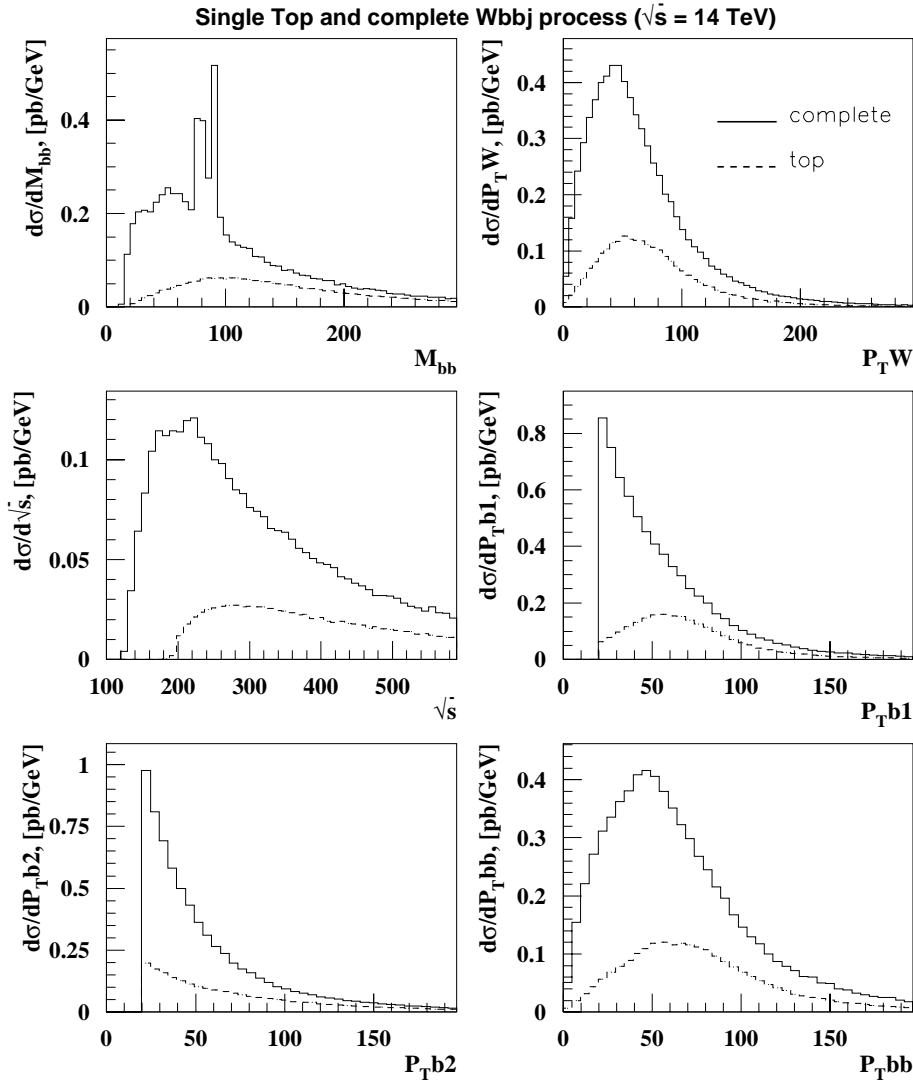 Single Top and complete Wbbj process (√s = 14 TeV)
dσ/dM_bb, [pb/GeV]
0.4
0.2
0
0 100 200
M_bb
dσ/dP_T W, [pb/GeV]
0.4
0.3
0.2
0.1
0
0 100 200
P_T W
complete
top
dσ/d√s, [pb/GeV]
0.1
0.05
0
100 200 300 400 500
√s
dσ/dP_T b1, [pb/GeV]
0.8
0.6
0.4
0.2
0
0 50 100 150
P_T b1
dσ/dP_T b2, [pb/GeV]
1
0.75
0.5
0.25
0
0 50 100 150
P_T b2
dσ/dP_T bb, [pb/GeV]
0.4
0.3
0.2
0.1
0
0 50 100 150
P_T bb